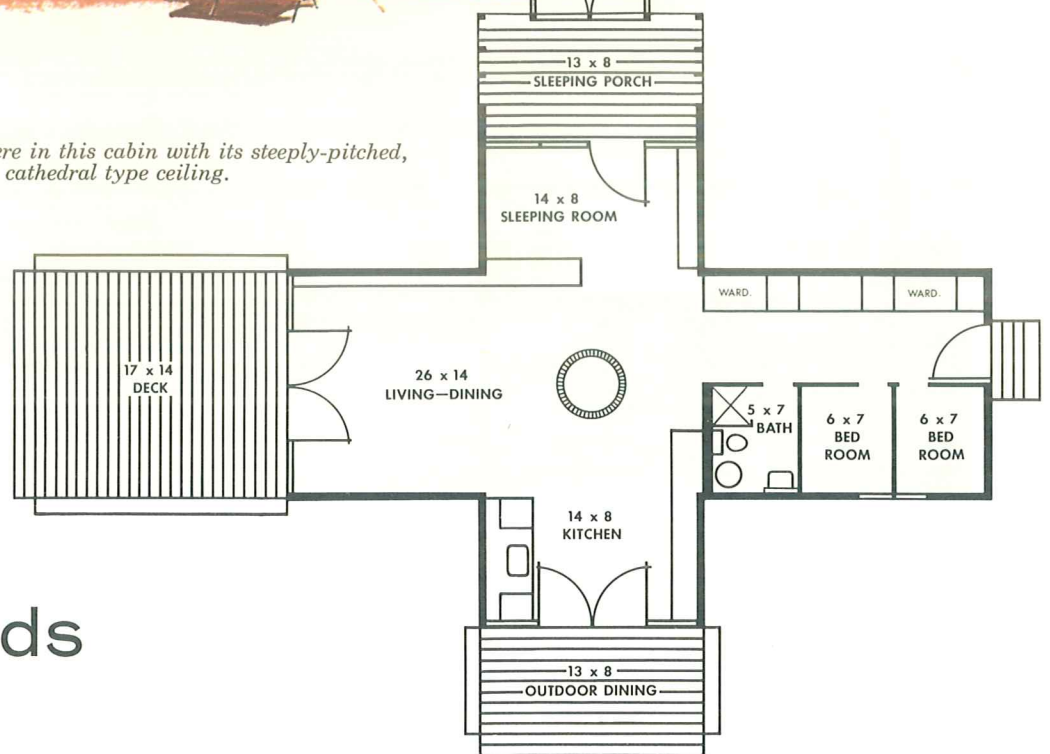 13 x 8
SLEEPING PORCH
ere in this cabin with its steeply-pitched,
cathedral type ceiling.
14 x 8
SLEEPING ROOM
WARD.
WARD.
17 x 14
DECK
26 x 14
LIVING—DINING
5 x 7
BATH
6 x 7
BED
ROOM
6 x 7
BED
ROOM
14 x 8
KITCHEN
ds
13 x 8
OUTDOOR DINING